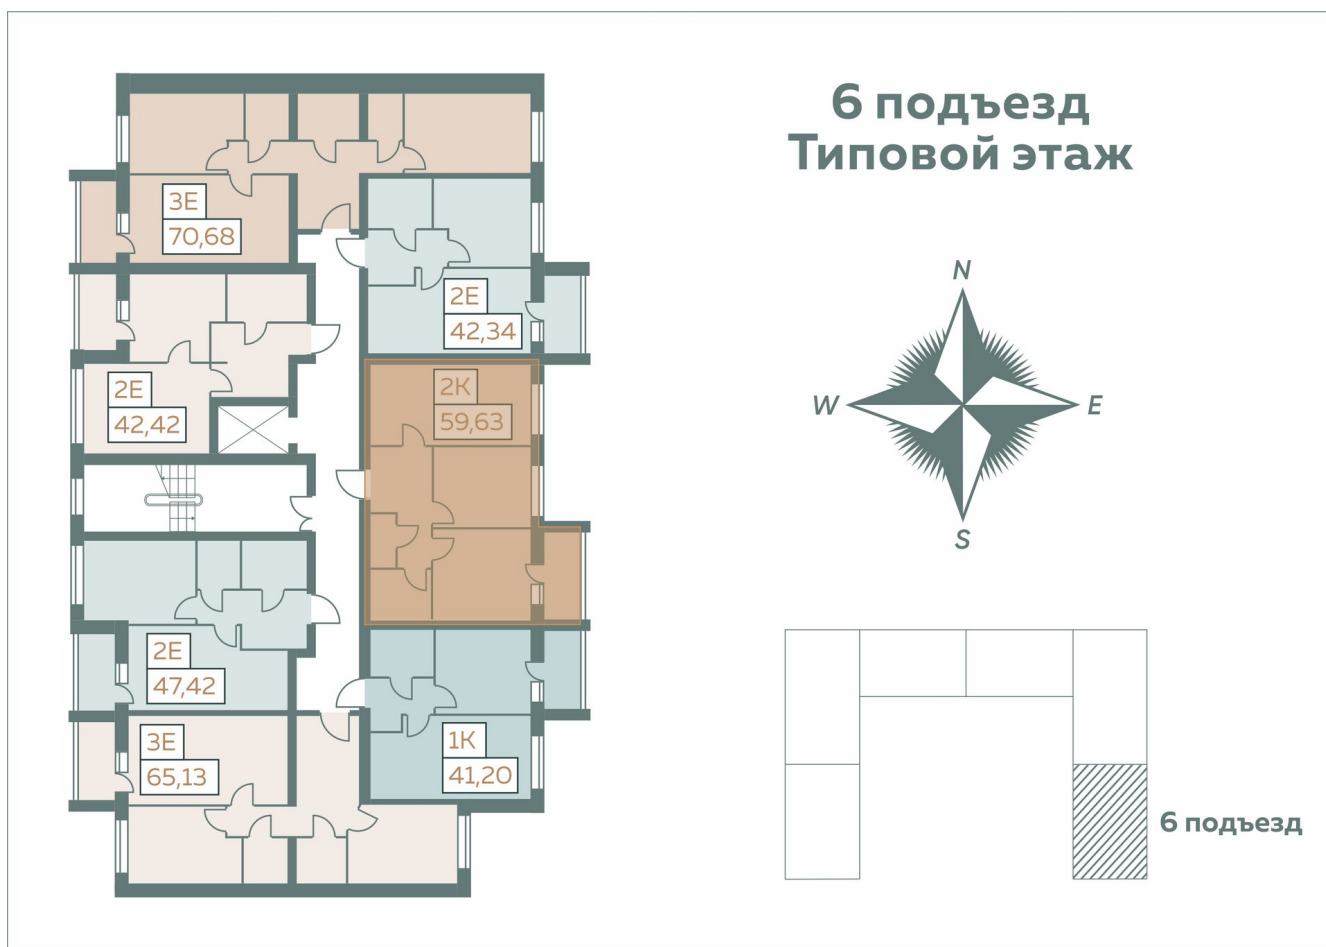 6 подъезд
Типовой этаж
3Е
70,68
2Е
42,34
2Е
42,42
2К
59,63
2Е
47,42
3Е
65,13
1К
41,20
N
W
E
S
6 подъезд